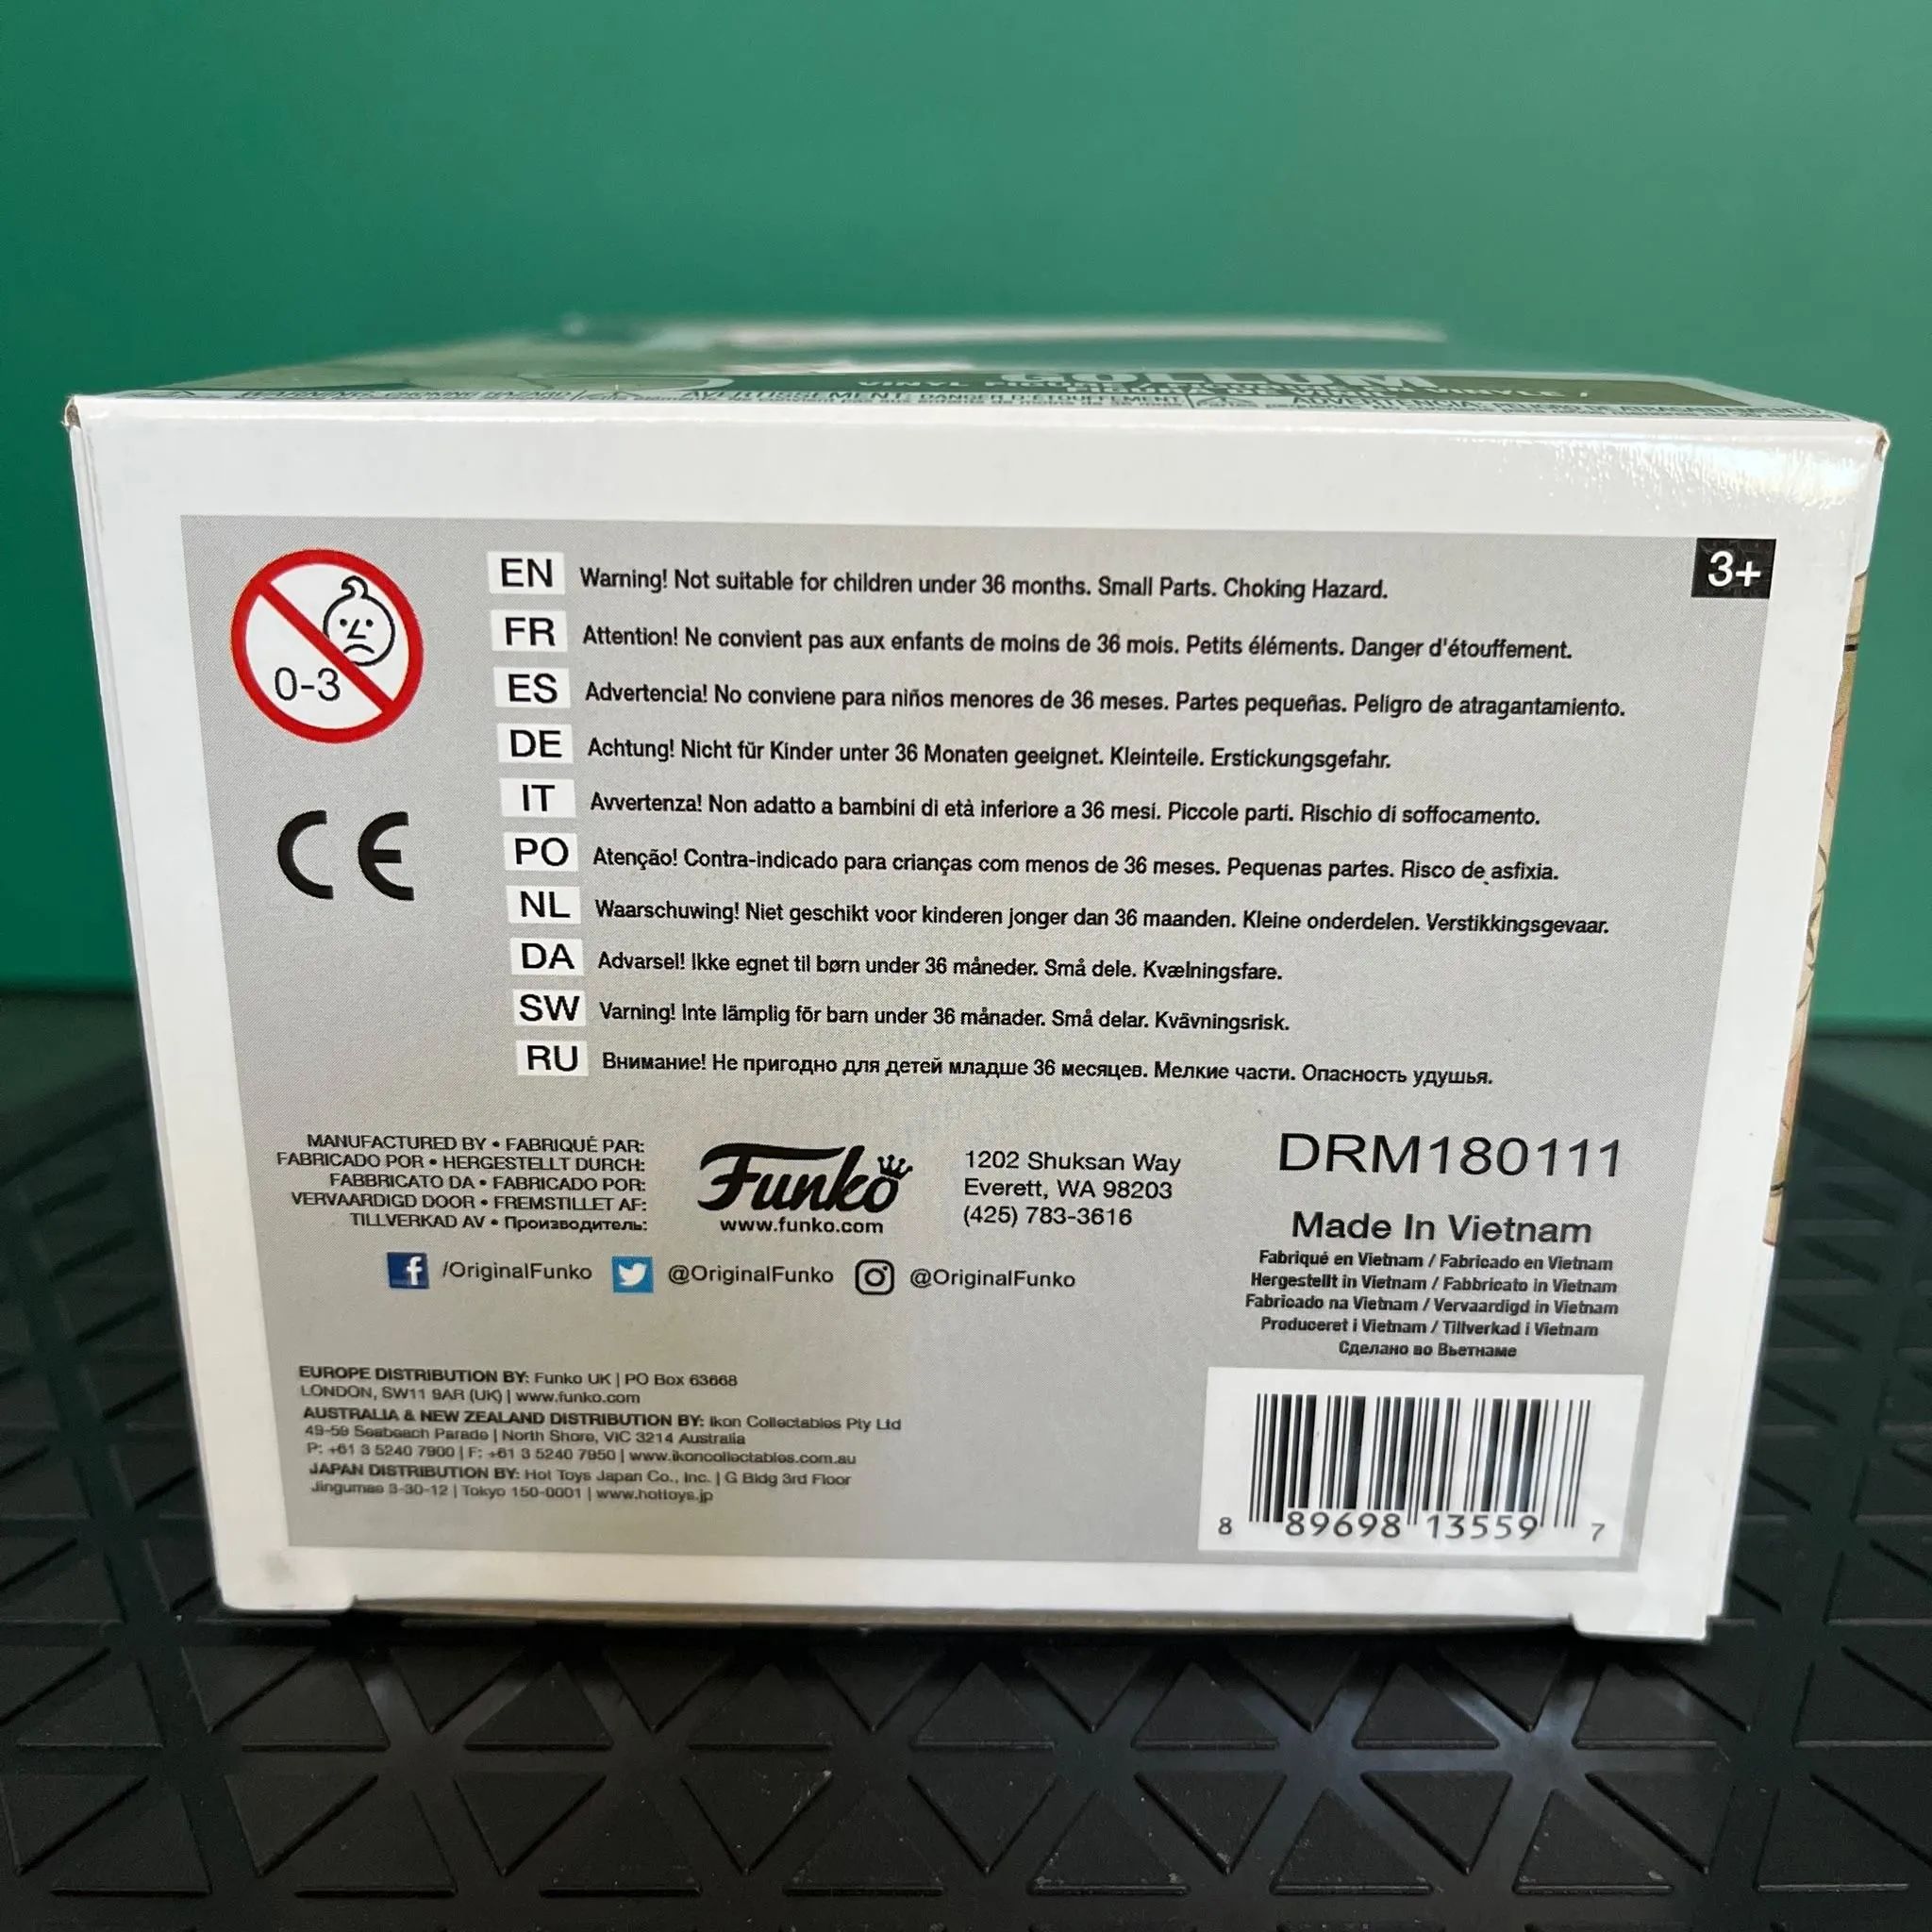 GOLLUM
AVERTISSEMENT: DANGER D'ÉTOUFFEMENT
3+
0-3
CE
EN Warning! Not suitable for children under 36 months. Small Parts. Choking Hazard.
FR Attention! Ne convient pas aux enfants de moins de 36 mois. Petits éléments. Danger d'étouffement.
ES Advertencia! No conviene para niños menores de 36 meses. Partes pequeñas. Peligro de atragantamiento.
DE Achtung! Nicht für Kinder unter 36 Monaten geeignet. Kleinteile. Erstickungsgefahr.
IT Avvertenza! Non adatto a bambini di età inferiore a 36 mesi. Piccole parti. Rischio di soffocamento.
PO Atenção! Contra-indicado para crianças com menos de 36 meses. Pequenas partes. Risco de asfixia.
NL Waarschuwing! Niet geschikt voor kinderen jonger dan 36 maanden. Kleine onderdelen. Verstikkingsgevaar.
DA Advarsel! Ikke egnet til børn under 36 måneder. Små dele. Kvælningsfare.
SW Varning! Inte lämplig för barn under 36 månader. Små delar. Kvävningsrisk.
RU Внимание! Не пригодно для детей младше 36 месяцев. Мелкие части. Опасность удушья.
MANUFACTURED BY • FABRIQUÉ PAR:
FABRICADO POR • HERGESTELLT DURCH:
FABBRICATO DA • FABRICADO POR:
VERVAARDIGD DOOR • FREMSTILLET AF:
TILLVERKAD AV • Производитель:
Funko
www.funko.com
1202 Shuksan Way
Everett, WA 98203
(425) 783-3616
/OriginalFunko @OriginalFunko @OriginalFunko
DRM180111
Made In Vietnam
Fabriqué en Vietnam / Fabricado en Vietnam
Hergestellt in Vietnam / Fabbricato in Vietnam
Fabricado na Vietnam / Vervaardigd in Vietnam
Produceret i Vietnam / Tillverkad i Vietnam
Сделано во Вьетнаме
EUROPE DISTRIBUTION BY: Funko UK | PO Box 63668
LONDON, SW11 9AR (UK) | www.funko.com
AUSTRALIA & NEW ZEALAND DISTRIBUTION BY: Ikon Collectables Pty Ltd
49-59 Seabeach Parade | North Shore, VIC 3214 Australia
P: +61 3 5240 7900 | F: +61 3 5240 7950 | www.ikoncollectables.com.au
JAPAN DISTRIBUTION BY: Hot Toys Japan Co., Inc. | G Bldg 3rd Floor
Jingumae 3-30-12 | Tokyo 150-0001 | www.hottoys.jp
8 89698 13559 7